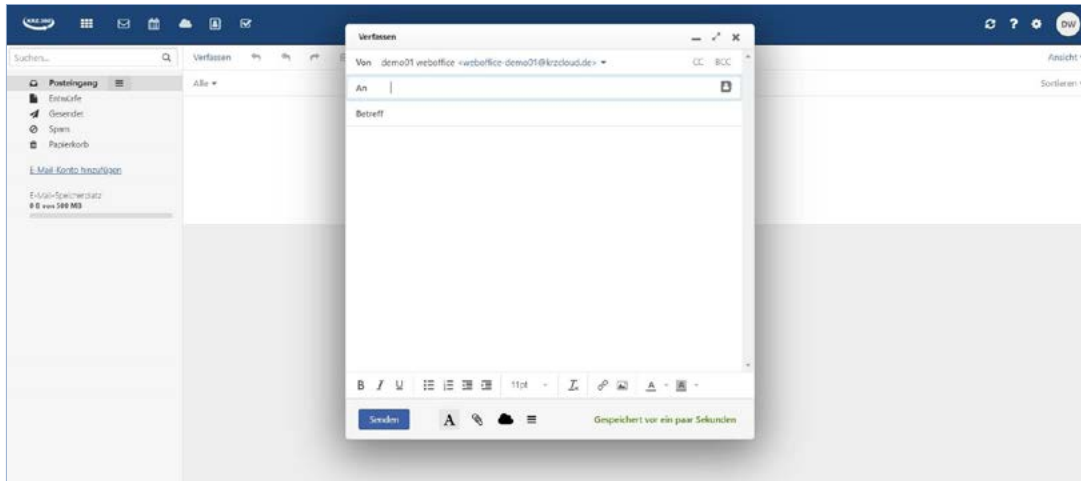 KRZ.SWD
DW
Suchen...
Verfassen
Ansicht
Posteingang
Entwürfe
Gesendet
Spam
Papierkorb
E-Mail-Konto hinzufügen
E-Mail-Speicherplatz
0 B von 500 MB
Alle
Sortieren
Verfassen
Von demo01 weboffice <weboffice-demo01@krzcloud.de> CC BCC
An
Betreff
B I U 11pt A
Senden A Gespeichert vor ein paar Sekunden